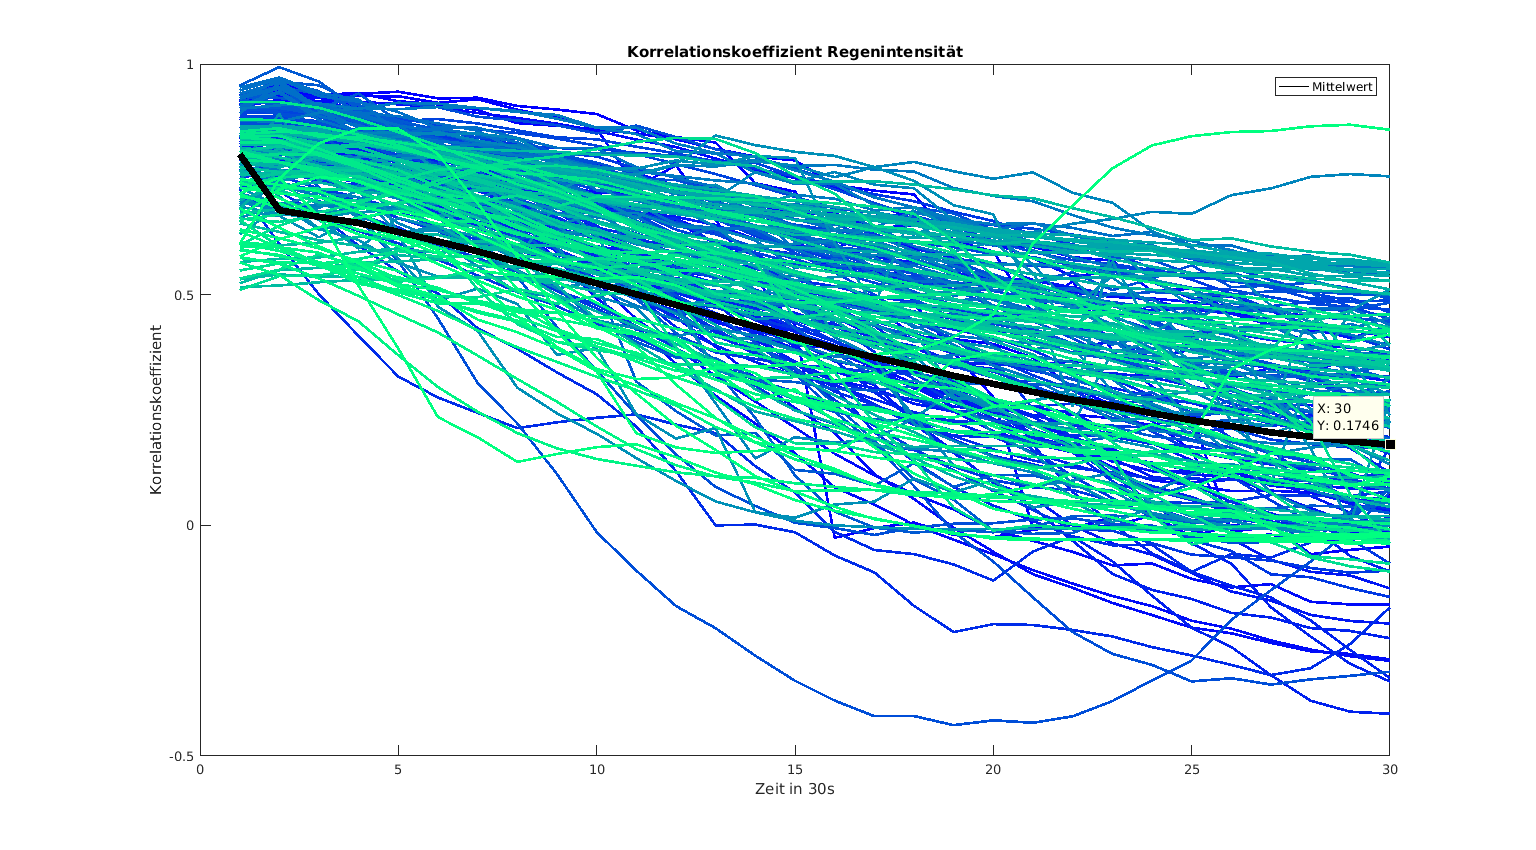 Korrelationskoeffizient Regenintensität
Mittelwert
1
0.5
0
-0.5
Korrelationskoeffizient
X: 30
Y: 0.1746
0 5 10 15 20 25 30
Zeit in 30s